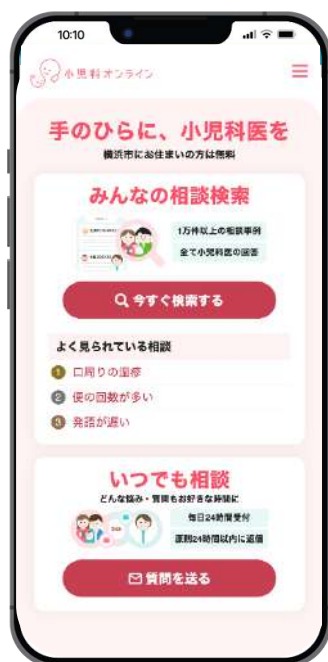 10:10
小児科オンライン
手のひらに、小児科医を
横浜市にお住まいの方は無料
みんなの相談検索
1万件以上の相談事例
全て小児科医の回答
今すぐ検索する
よく見られている相談
1 口周りの湿疹
2 便の回数が多い
3 発語が遅い
いつでも相談
どんな悩み・質問もお好きな時間に
毎日24時間受付
原則24時間以内に返信
質問を送る